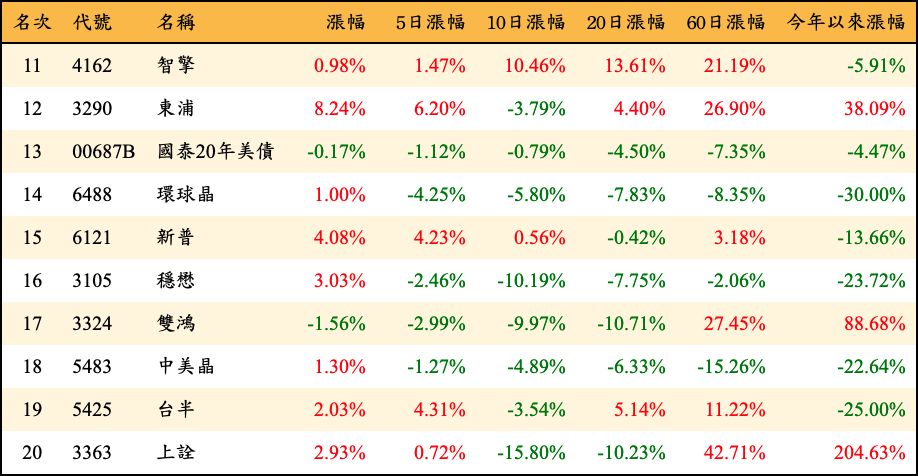 名次 代號 名稱 漲幅 5日漲幅 10日漲幅 20日漲幅 60日漲幅 今年以來漲幅
11 4162 智擎 0.98% 1.47% 10.46% 13.61% 21.19% -5.91%
12 3290 東浦 8.24% 6.20% -3.79% 4.40% 26.90% 38.09%
13 00687B 國泰20年美債 -0.17% -1.12% -0.79% -4.50% -7.35% -4.47%
14 6488 環球晶 1.00% -4.25% -5.80% -7.83% -8.35% -30.00%
15 6121 新普 4.08% 4.23% 0.56% -0.42% 3.18% -13.66%
16 3105 穩懋 3.03% -2.46% -10.19% -7.75% -2.06% -23.72%
17 3324 雙鴻 -1.56% -2.99% -9.97% -10.71% 27.45% 88.68%
18 5483 中美晶 1.30% -1.27% -4.89% -6.33% -15.26% -22.64%
19 5425 台半 2.03% 4.31% -3.54% 5.14% 11.22% -25.00%
20 3363 上詮 2.93% 0.72% -15.80% -10.23% 42.71% 204.63%